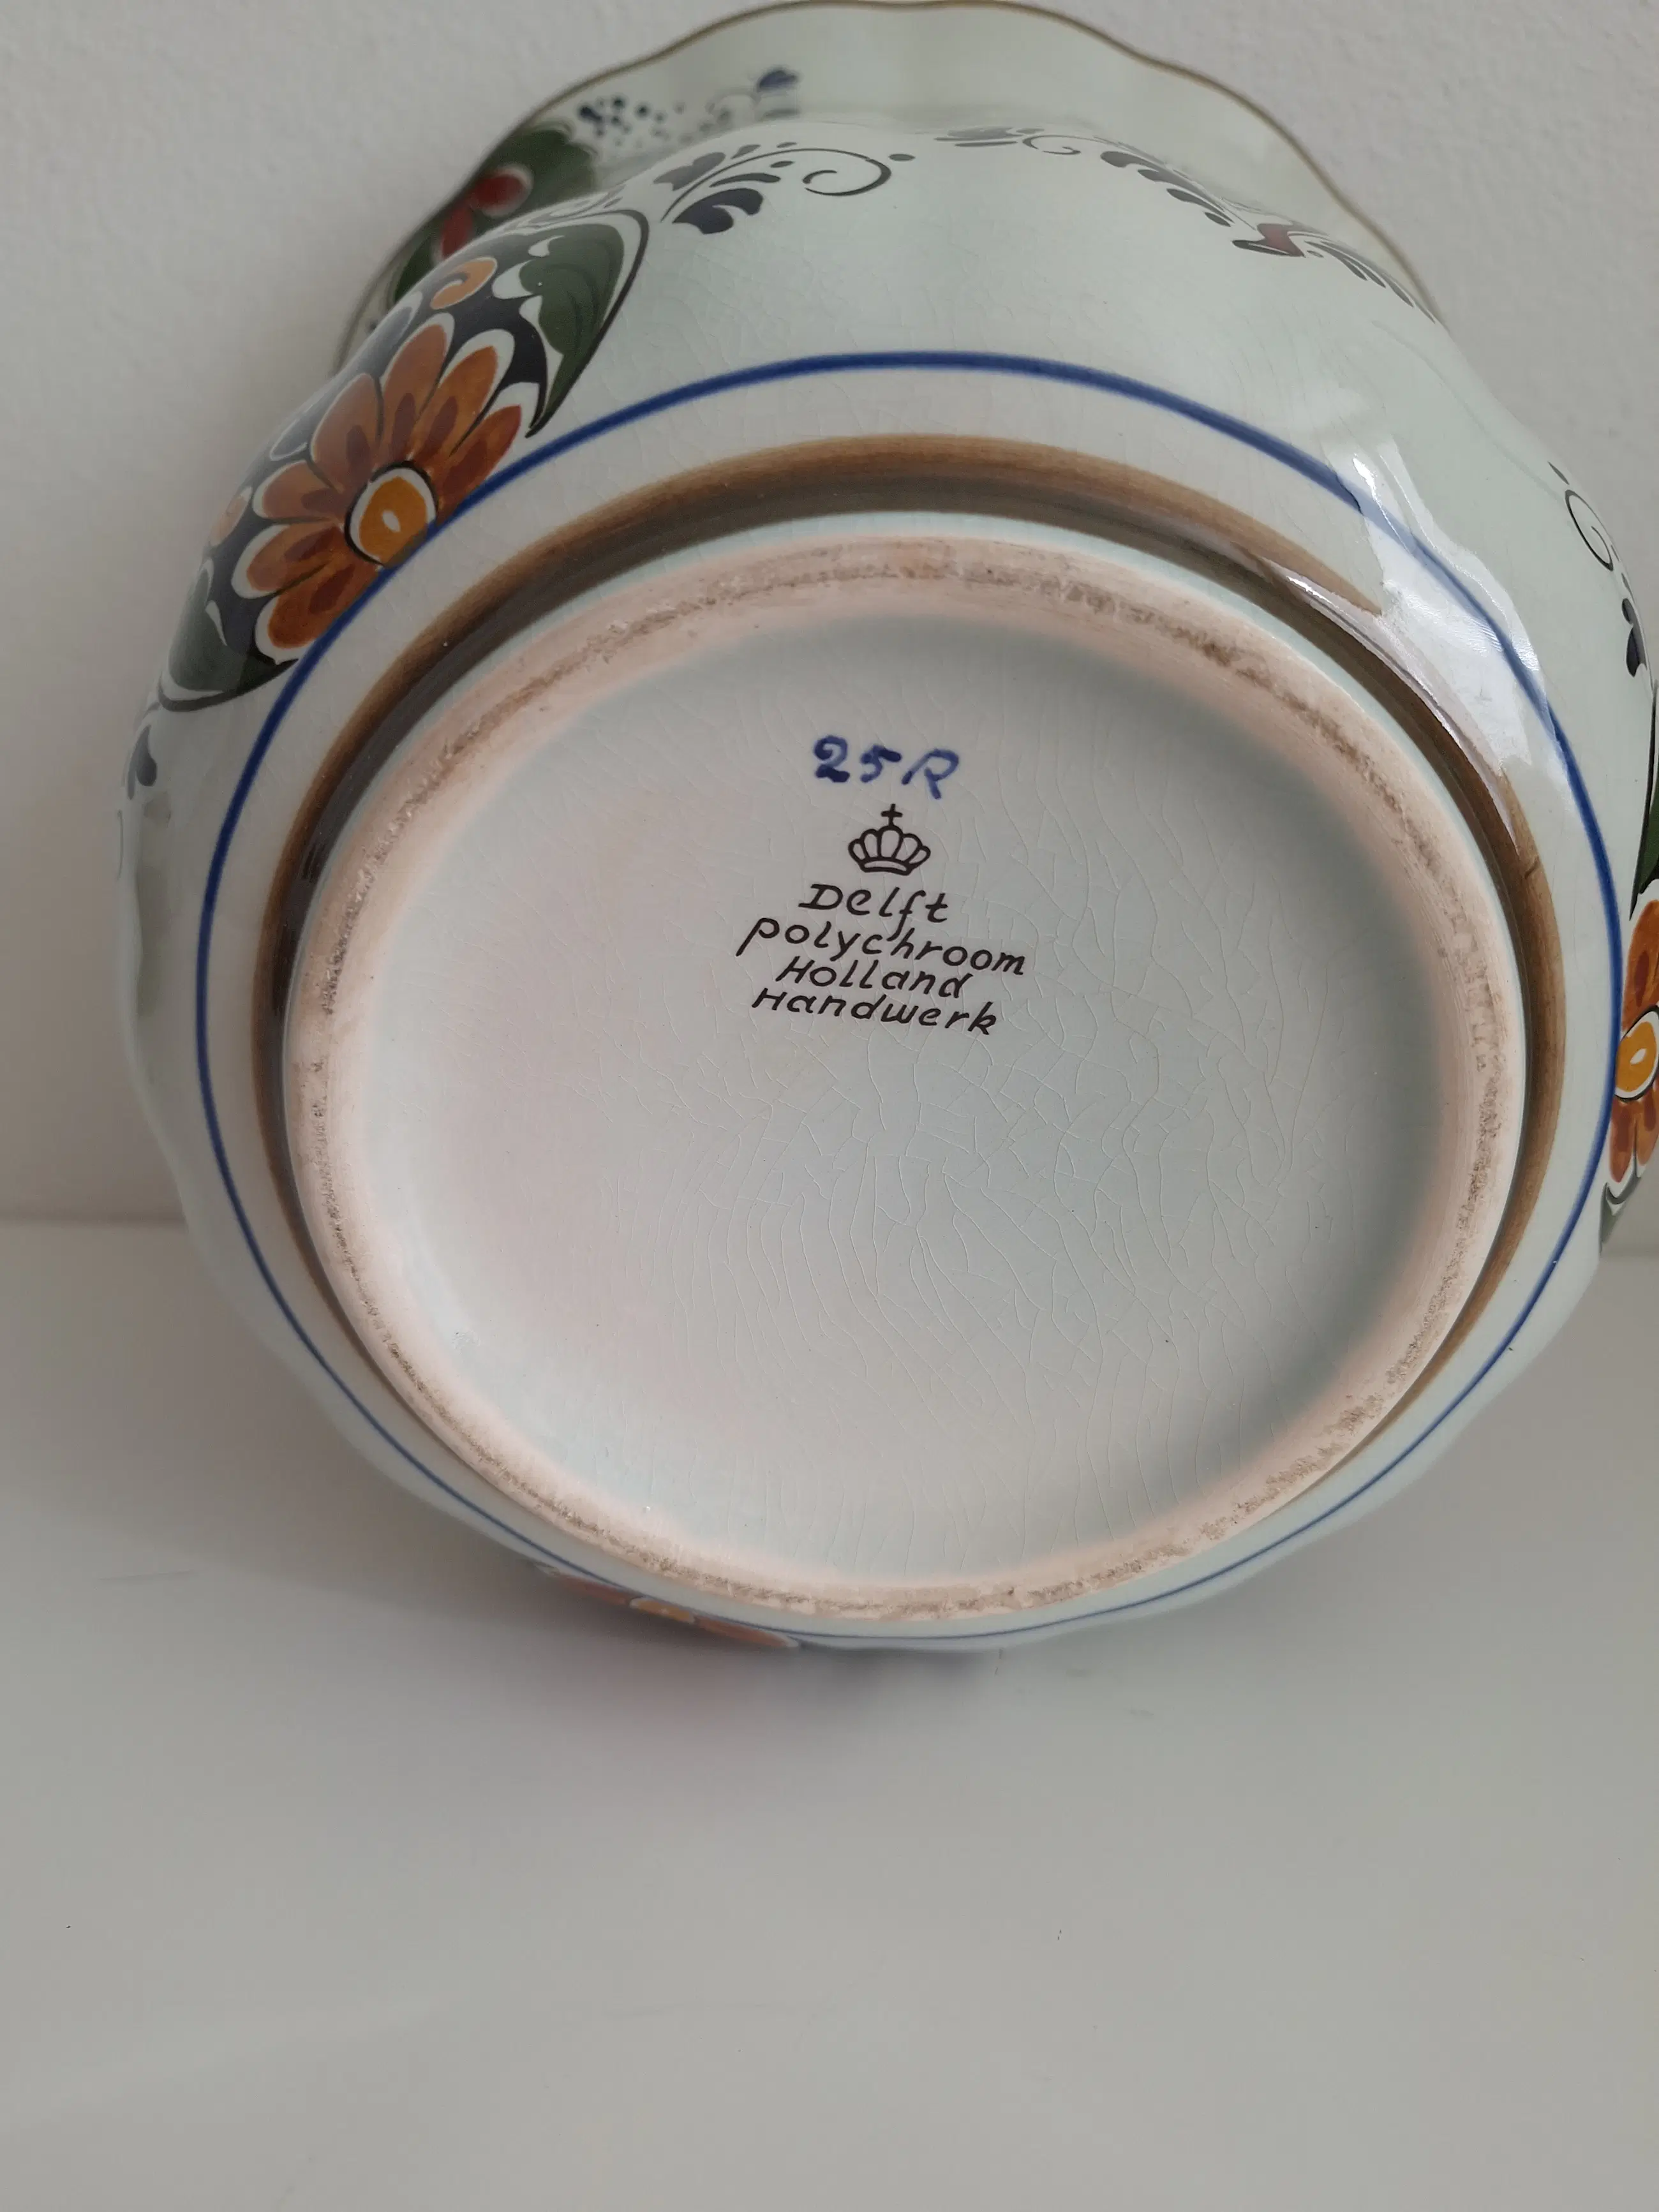 25R
Delft
polychroom
Holland
Handwerk